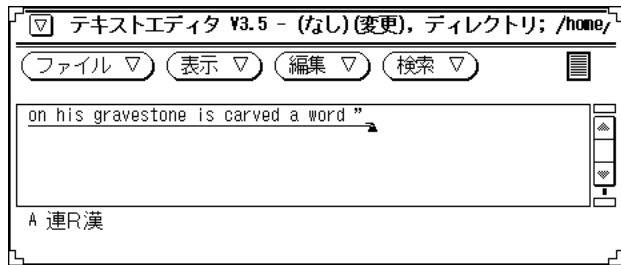 テキストエディタ V3.5 - (なし)(変更), ディレクトリ; /home/
ファイル ▽ 表示 ▽ 編集 ▽ 検索 ▽
on his gravestone is carved a word ”
A 連R漢